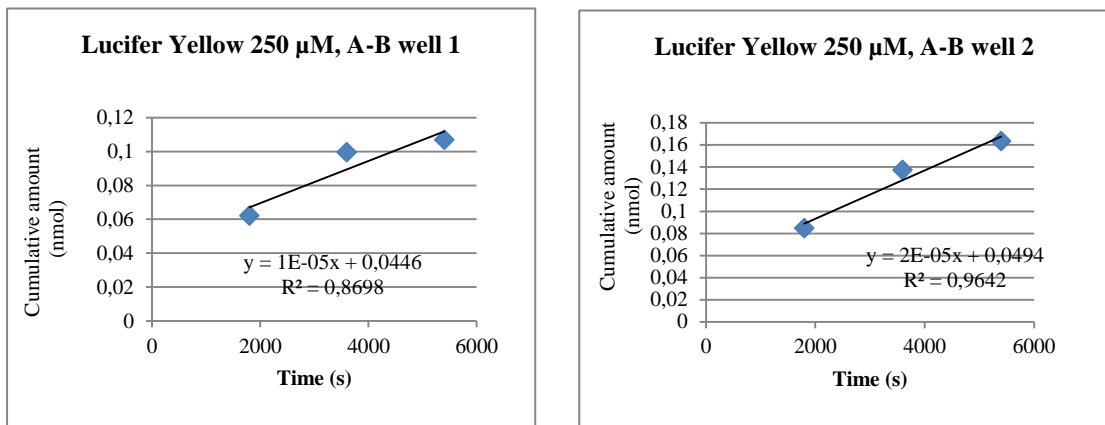 Lucifer Yellow 250 µM, A-B well 1
Cumulative amount
(nmol)
0,12
0,1
0,08
0,06
0,04
0,02
0
y = 1E-05x + 0,0446
R² = 0,8698
0 2000 4000 6000
Time (s)
Lucifer Yellow 250 µM, A-B well 2
Cumulative amount
(nmol)
0,18
0,16
0,14
0,12
0,1
0,08
0,06
0,04
0,02
0
y = 2E-05x + 0,0494
R² = 0,9642
0 2000 4000 6000
Time (s)